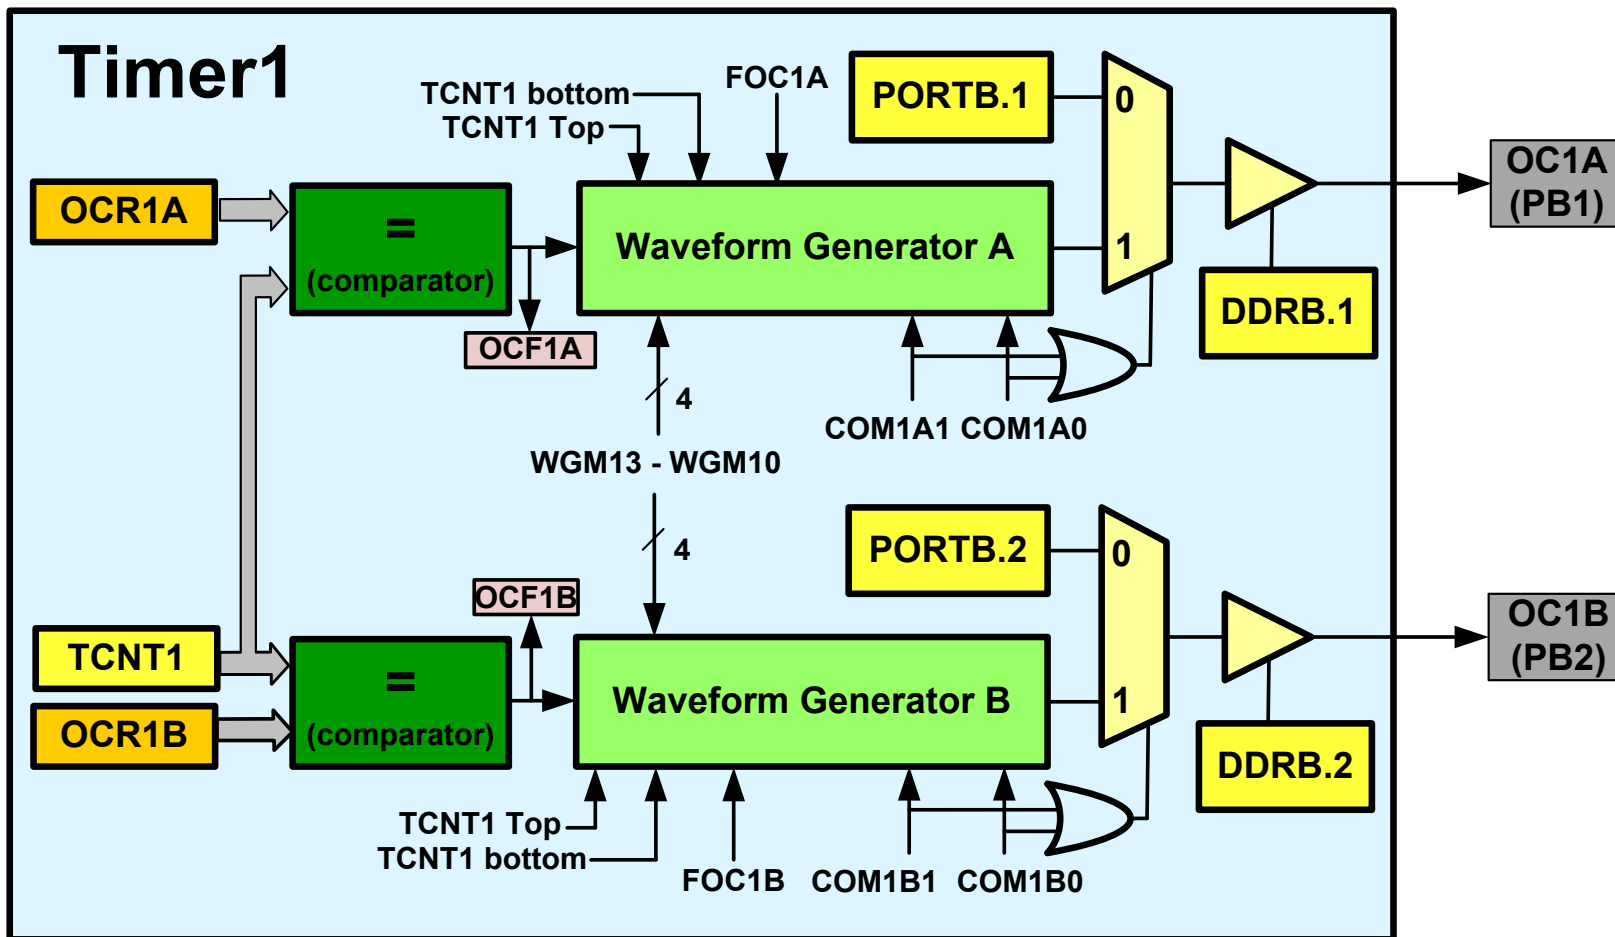 Timer1
FOC1A
TCNT1 bottom
TCNT1 Top
PORTB.1
0
OC1A
(PB1)
OCR1A
=
(comparator)
Waveform Generator A
1
DDRB.1
OCF1A
4
COM1A1 COM1A0
WGM13 - WGM10
4
PORTB.2
0
OCF1B
OC1B
(PB2)
TCNT1
=
(comparator)
Waveform Generator B
1
OCR1B
DDRB.2
TCNT1 Top
TCNT1 bottom
FOC1B
COM1B1 COM1B0